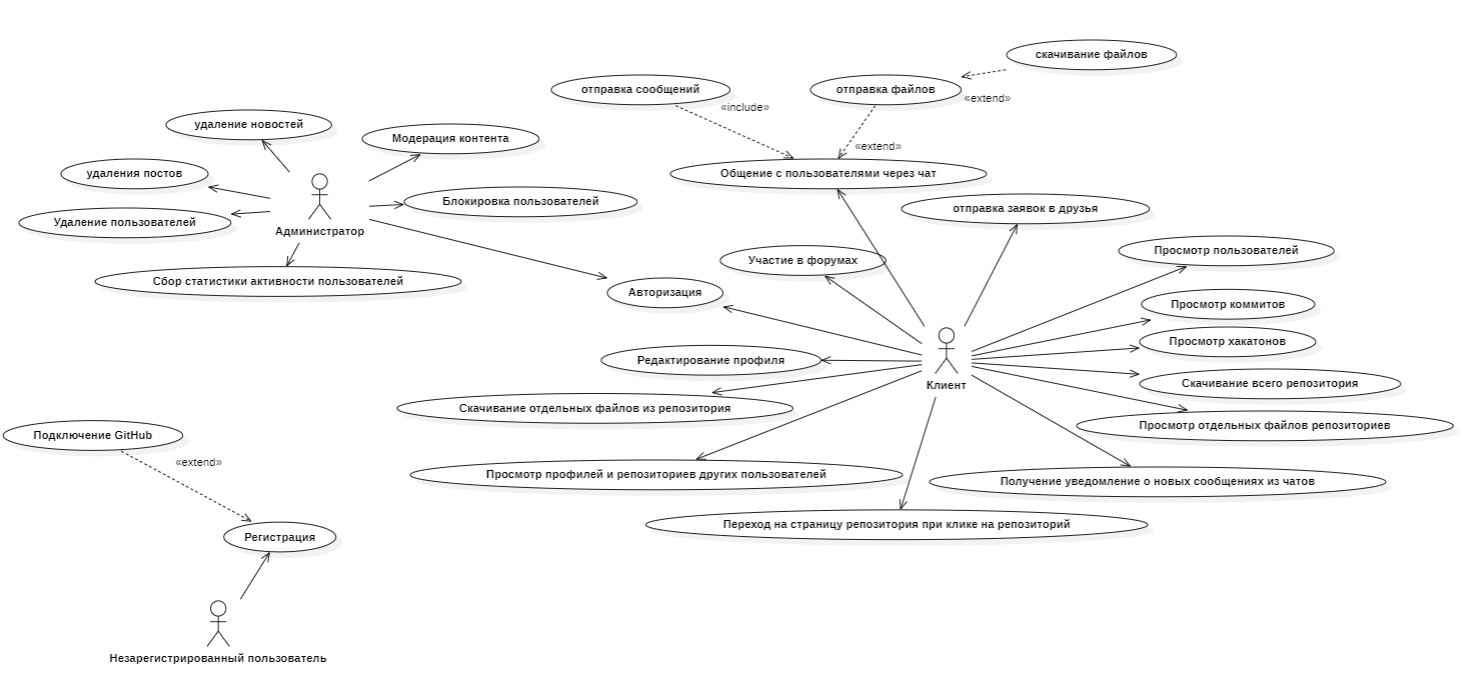 скачивание файлов
отправка сообщений
отправка файлов
«include»
«extend»
удаление новостей
Модерация контента
«extend»
удаления постов
Общение с пользователями через чат
Блокировка пользователей
отправка заявок в друзья
Удаление пользователей
Администратор
Просмотр пользователей
Участие в форумах
Сбор статистики активности пользователей
Авторизация
Просмотр коммитов
Просмотр хакатонов
Редактирование профиля
Клиент
Скачивание всего репозитория
Скачивание отдельных файлов из репозитория
Просмотр отдельных файлов репозиториев
Подключение GitHub
«extend»
Просмотр профилей и репозиториев других пользователей
Получение уведомление о новых сообщениях из чатов
Переход на страницу репозитория при клике на репозиторий
Регистрация
Незарегистрированный пользователь